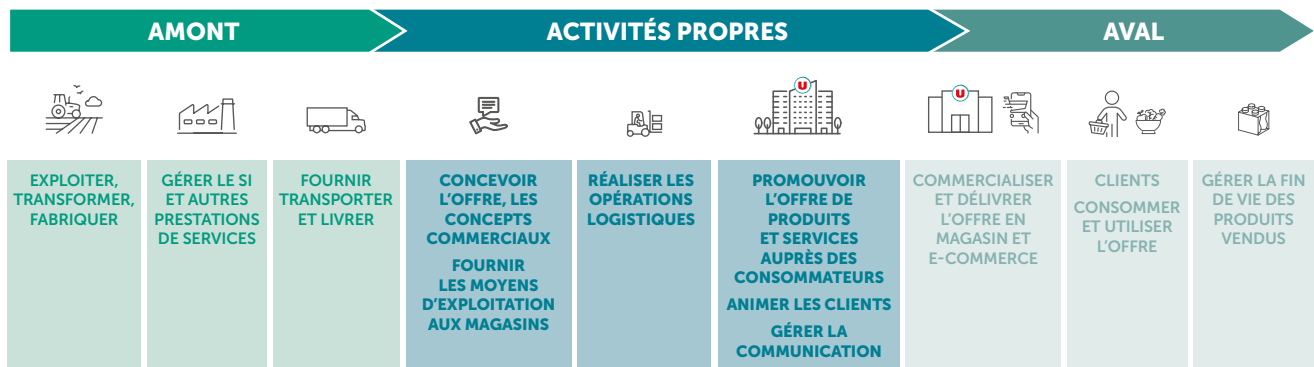 AMONT
ACTIVITÉS PROPRES
AVAL
U
U
EXPLOITER,
TRANSFORMER,
FABRIQUER
GÉRER LE SI
ET AUTRES
PRESTATIONS
DE SERVICES
FOURNIR
TRANSPORTER
ET LIVRER
CONCEVOIR
L’OFFRE, LES
CONCEPTS
COMMERCIAUX
FOURNIR
LES MOYENS
D’EXPLOITATION
AUX MAGASINS
RÉALISER LES
OPÉRATIONS
LOGISTIQUES
PROMOUVOIR
L’OFFRE DE
PRODUITS
ET SERVICES
AUPRÈS DES
CONSOMMATEURS
ANIMER LES CLIENTS
GÉRER LA
COMMUNICATION
COMMERCIALISER
ET DÉLIVRER
L’OFFRE EN
MAGASIN ET
E-COMMERCE
CLIENTS
CONSOMMER
ET UTILISER
L’OFFRE
GÉRER LA FIN
DE VIE DES
PRODUITS
VENDUS